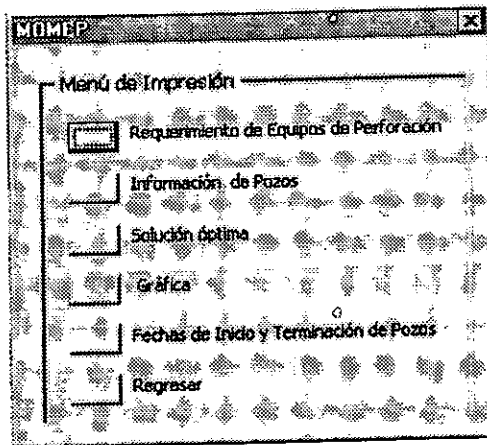 MOMEP
Menú de Impresión
Requerimiento de Equipos de Perforación
Información de Pozos
Solución óptima
Gráfica
Fechas de Inicio y Terminación de Pozos
Regresar